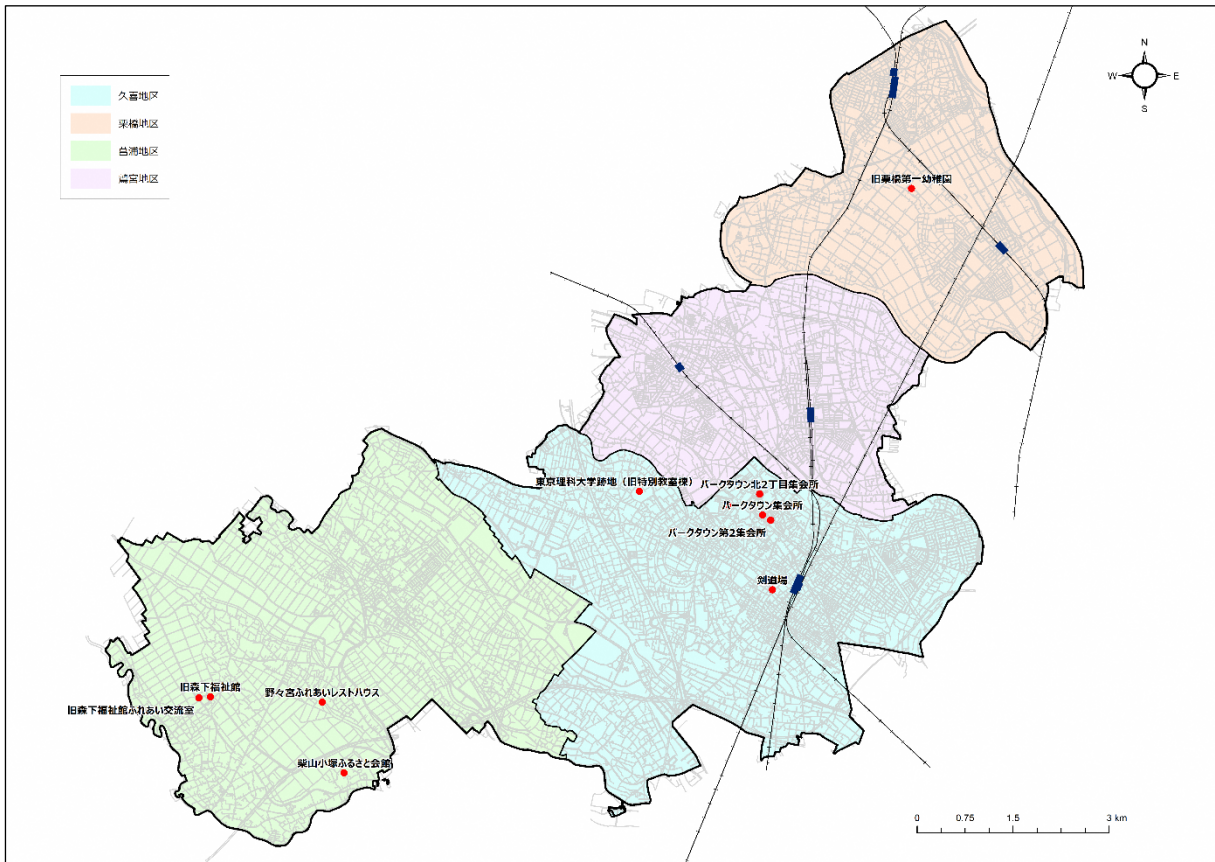 久喜地区
栗橋地区
菖蒲地区
鷲宮地区
N
W
E
S
旧栗橋第一幼稚園
東京理科大学跡地（旧特別教室棟）
パークタウン北2丁目集会所
パークタウン集会所
パークタウン第2集会所
剣道場
旧森下福祉館
野々宮ふれあいレストハウス
旧森下福祉館ふれあい交流室
柴山小塚ふるさと会館
0 0.75 1.5 3 km